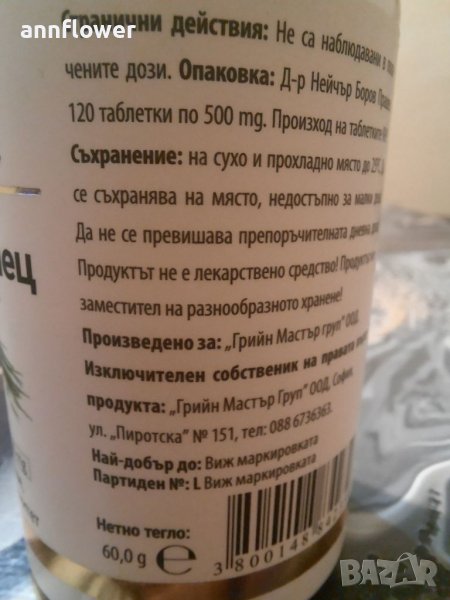 annflower
Странични действия: Не са наблюдавани в
чените дози. Опаковка: Д-р Нейчър Боров
120 таблетки по 500 mg. Произход на таблетките
Съхранение: на сухо и прохладно място до 25°C.
се съхранява на място, недостъпно за малки
Да не се превишава препоръчителната дневна
Продуктът не е лекарствено средство!
заместител на разнообразното хранене!
Произведено за: „Грийн Мастър груп" ООД.
Изключителен собственик на правата
продукта: „Грийн Мастър Груп" ООД, София,
ул. „Пиротска" № 151, тел: 088 6736363.
Най-добър до: Виж маркировката
Партиден №: L Виж маркировката
Нетно тегло:
60,0 g e
3 800148
BAZAR